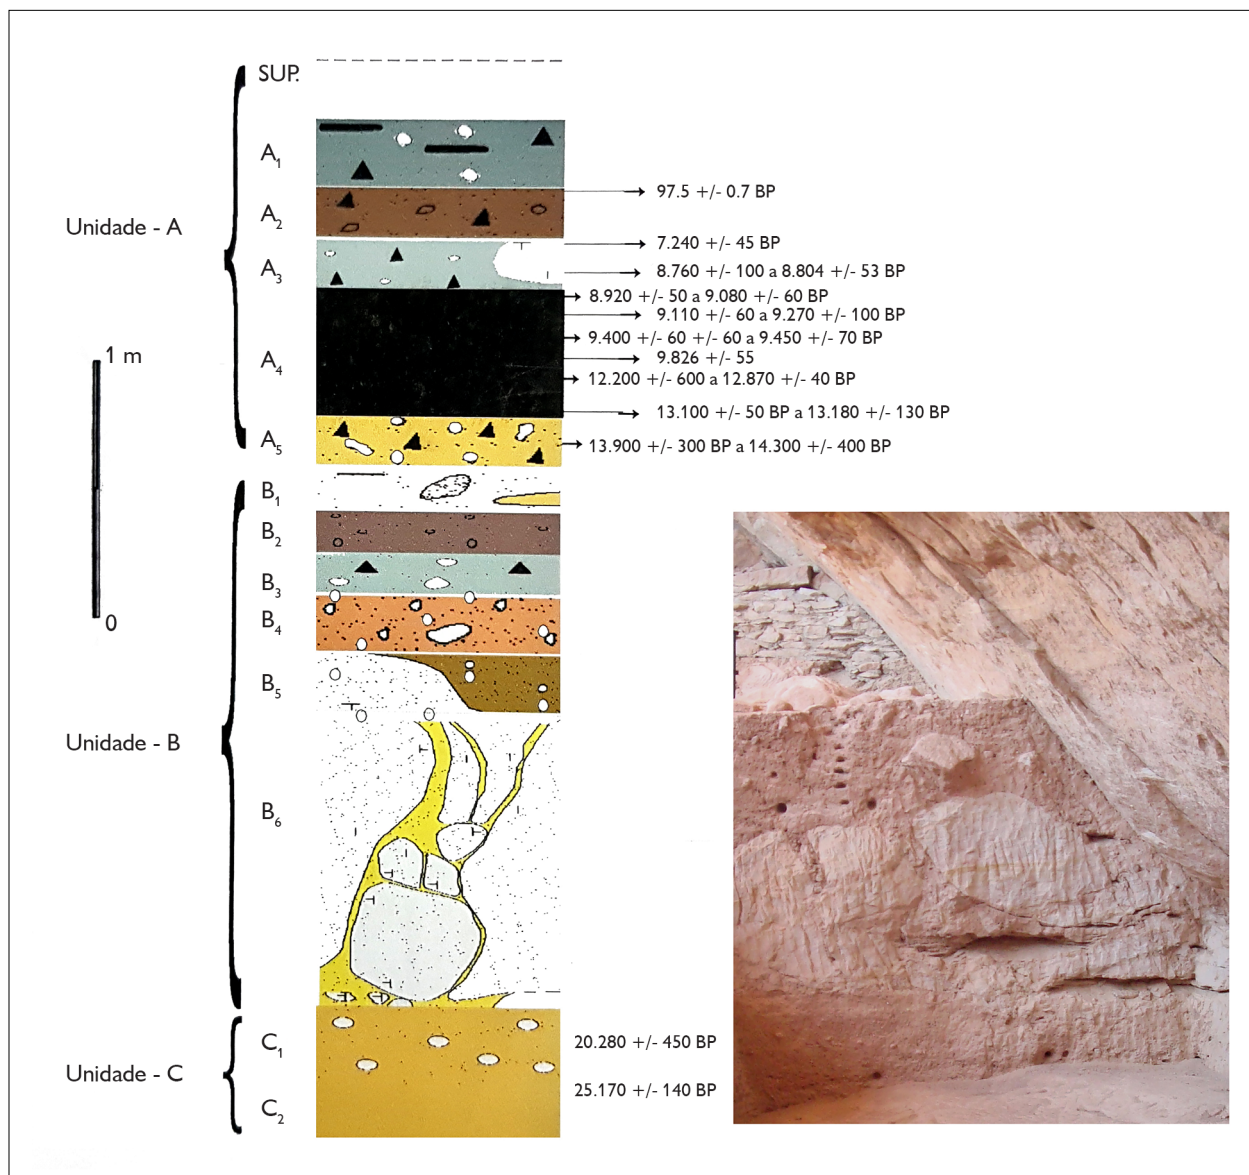 SUP.
A1
97.5 +/- 0.7 BP
Unidade - A
A2
7.240 +/- 45 BP
A3
8.760 +/- 100 a 8.804 +/- 53 BP
8.920 +/- 50 a 9.080 +/- 60 BP
9.110 +/- 60 a 9.270 +/- 100 BP
9.400 +/- 60 +/- 60 a 9.450 +/- 70 BP
1 m
A4
9.826 +/- 55
12.200 +/- 600 a 12.870 +/- 40 BP
13.100 +/- 50 BP a 13.180 +/- 130 BP
A5
13.900 +/- 300 BP a 14.300 +/- 400 BP
B1
B2
B3
0
B4
B5
Unidade - B
B6
C1
20.280 +/- 450 BP
Unidade - C
25.170 +/- 140 BP
C2